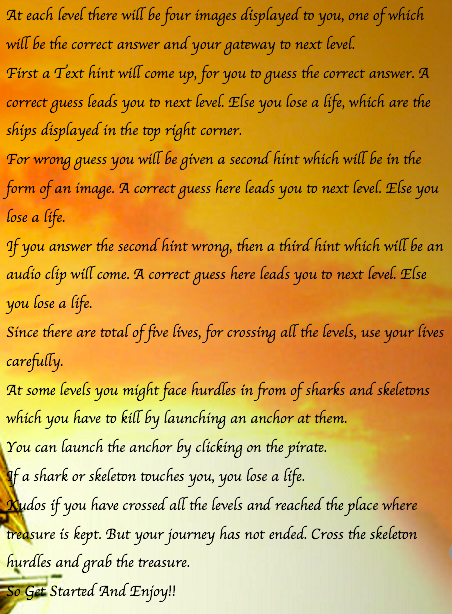 At each level there will be four images displayed to you, one of which
will be the correct answer and your gateway to next level.
First a Text hint will come up, for you to guess the correct answer. A
correct guess leads you to next level. Else you lose a life, which are the
ships displayed in the top right corner.
For wrong guess you will be given a second hint which will be in the
form of an image. A correct guess here leads you to next level. Else you
lose a life.
If you answer the second hint wrong, then a third hint which will be an
audio clip will come. A correct guess here leads you to next level. Else
you lose a life.
Since there are total of five lives, for crossing all the levels, use your lives
carefully.
At some levels you might face hurdles in from of sharks and skeletons
which you have to kill by launching an anchor at them.
You can launch the anchor by clicking on the pirate.
If a shark or skeleton touches you, you lose a life.
Kudos if you have crossed all the levels and reached the place where
treasure is kept. But your journey has not ended. Cross the skeleton
hurdles and grab the treasure.
So Get Started And Enjoy!!